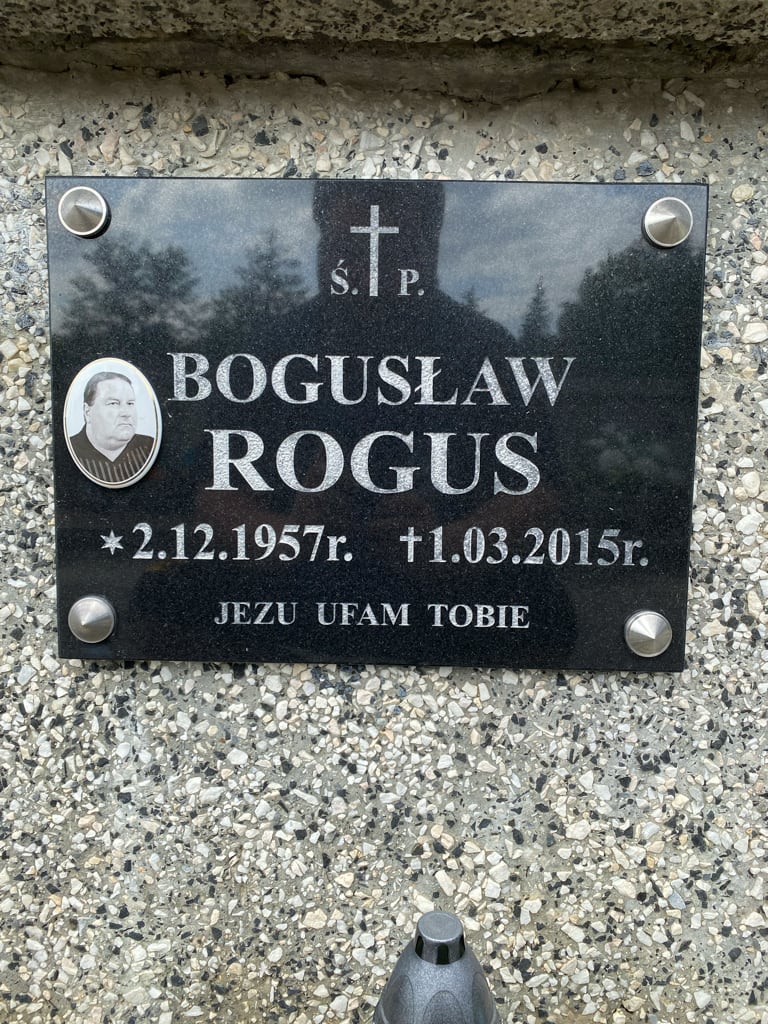 Ś. P.
BOGUSŁAW
ROGUS
*2.12.1957r. †1.03.2015r.
JEZU UFAM TOBIE